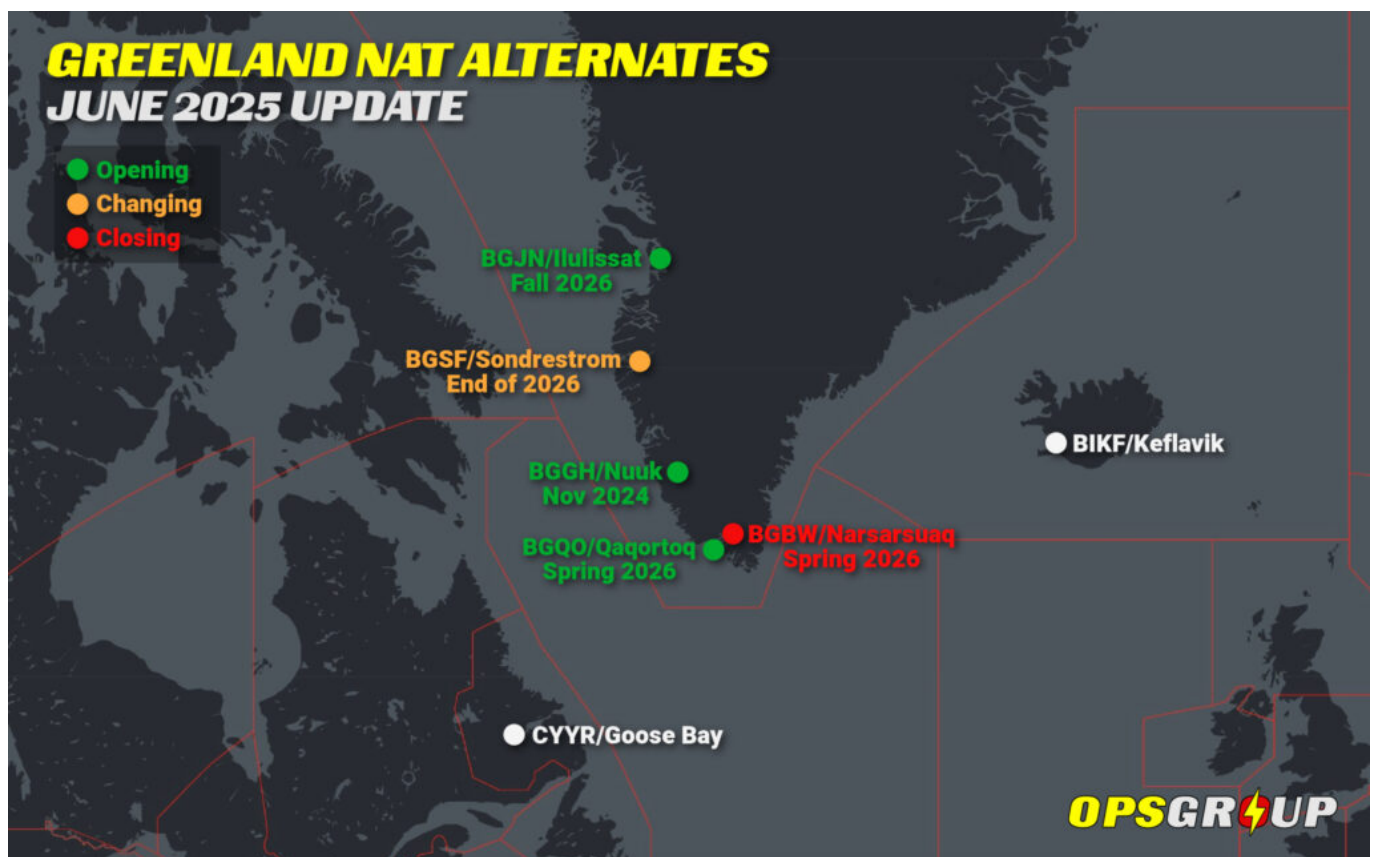 GREENLAND NAT ALTERNATES
JUNE 2025 UPDATE
Opening
Changing
Closing
BGJN/Ilulissat
Fall 2026
BGSF/Sondrestrom
End of 2026
BIKF/Keflavik
BGGH/Nuuk
Nov 2024
BGBW/Narsarsuaq
Spring 2026
BGQO/Qaqortoq
Spring 2026
CYYR/Goose Bay
OPSGROUP